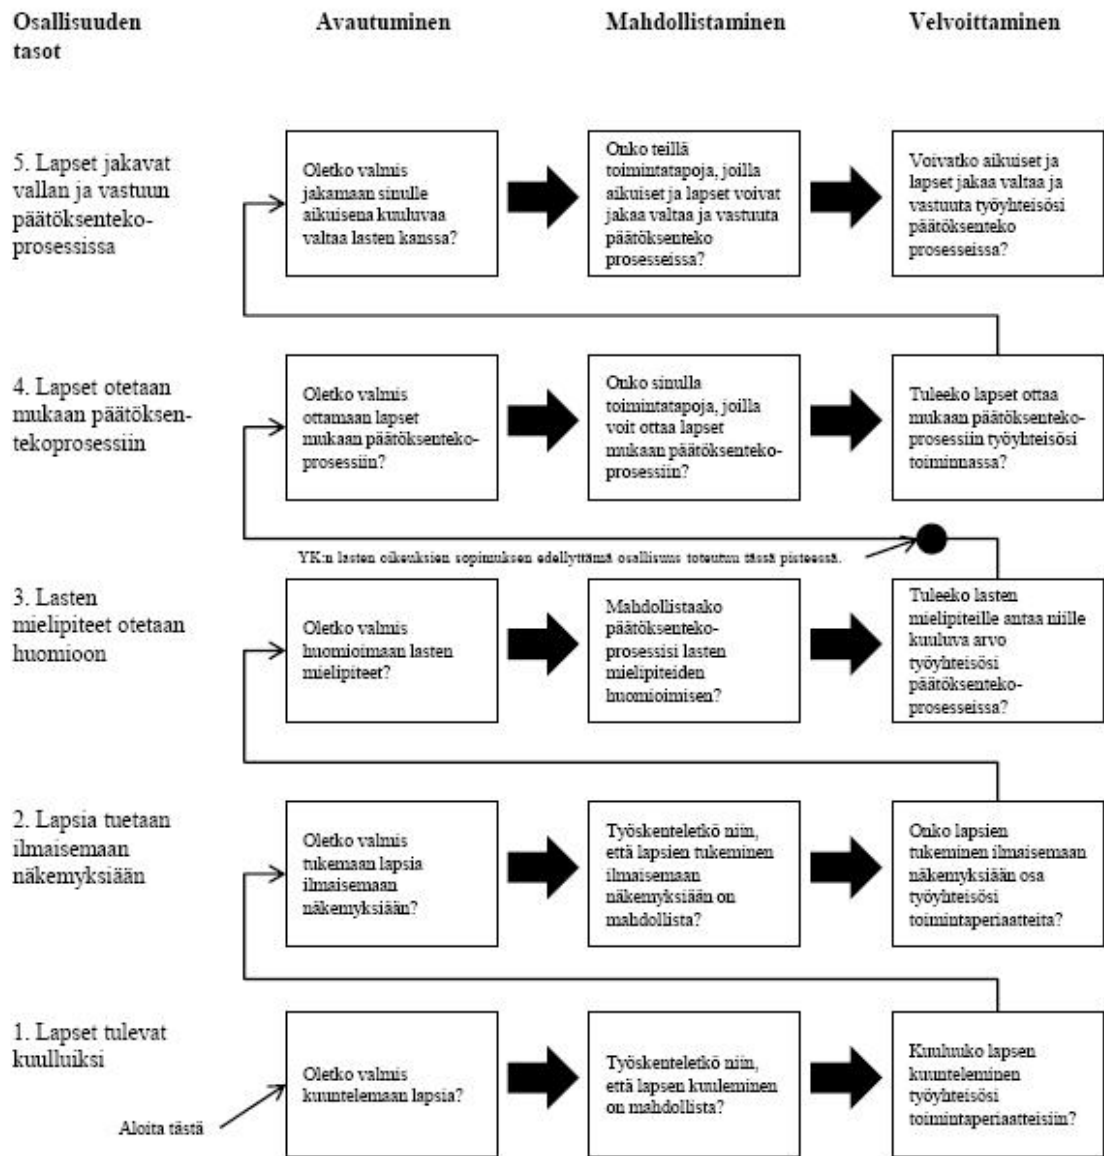 Osallisuuden
tasot
Avautuminen
Mahdollistaminen
Velvoittaminen
5. Lapset jakavat
vallan ja vastuun
päätöksenteko-
prosessissa
Oletko valmis
jakamaan sinulle
aikuisena kuuluvaa
valtaa lasten kanssa?
Onko teillä
toimintatapoja, joilla
aikuiset ja lapset voivat
jakaa valtaa ja vastuuta
päätöksenteko
prosesseissa?
Voivatko aikuiset ja
lapset jakaa valtaa ja
vastuuta työyhteisösi
päätöksenteko
prosesseissa?
4. Lapset otetaan
mukaan päätöksen-
tekoprosessiin
Oletko valmis
ottamaan lapset
mukaan päätöksenteko-
prosessiin?
Onko sinulla
toimintatapoja, joilla
voit ottaa lapset
mukaan päätöksenteko-
prosessiin?
Tuleeko lapset ottaa
mukaan päätöksenteko-
prosessiin työyhteisösi
toiminnassa?
YK:n lasten oikeuksien sopimuksen edellyttämä osallisuus toteutuu tässä pisteessä.
3. Lasten
mielipiteet otetaan
huomioon
Oletko valmis
huomioimaan lasten
mielipiteet?
Mahdollistaako
päätöksenteko-
prosessisi lasten
mielipiteiden
huomioimisen?
Tuleeko lasten
mielipiteille antaa niille
kuuluva arvo
työyhteisösi
päätöksenteko-
prosesseissa?
2. Lapsia tuetaan
ilmaisemaan
näkemyksiään
Oletko valmis
tukemaan lapsia
ilmaisemaan
näkemyksiään?
Työskenteletkö niin,
että lapsien tukeminen
ilmaisemaan
näkemyksiään on
mahdollista?
Onko lapsien
tukeminen ilmaisemaan
näkemyksiään osa
työyhteisösi
toimintaperiaatteita?
1. Lapset tulevat
kuulluiksi
Aloita tästä
Oletko valmis
kuuntelemaan lapsia?
Työskenteletkö niin,
että lapsen kuuleminen
on mahdollista?
Kuuluuko lapsen
kuunteleminen
työyhteisösi
toimintaperiaatteisiin?